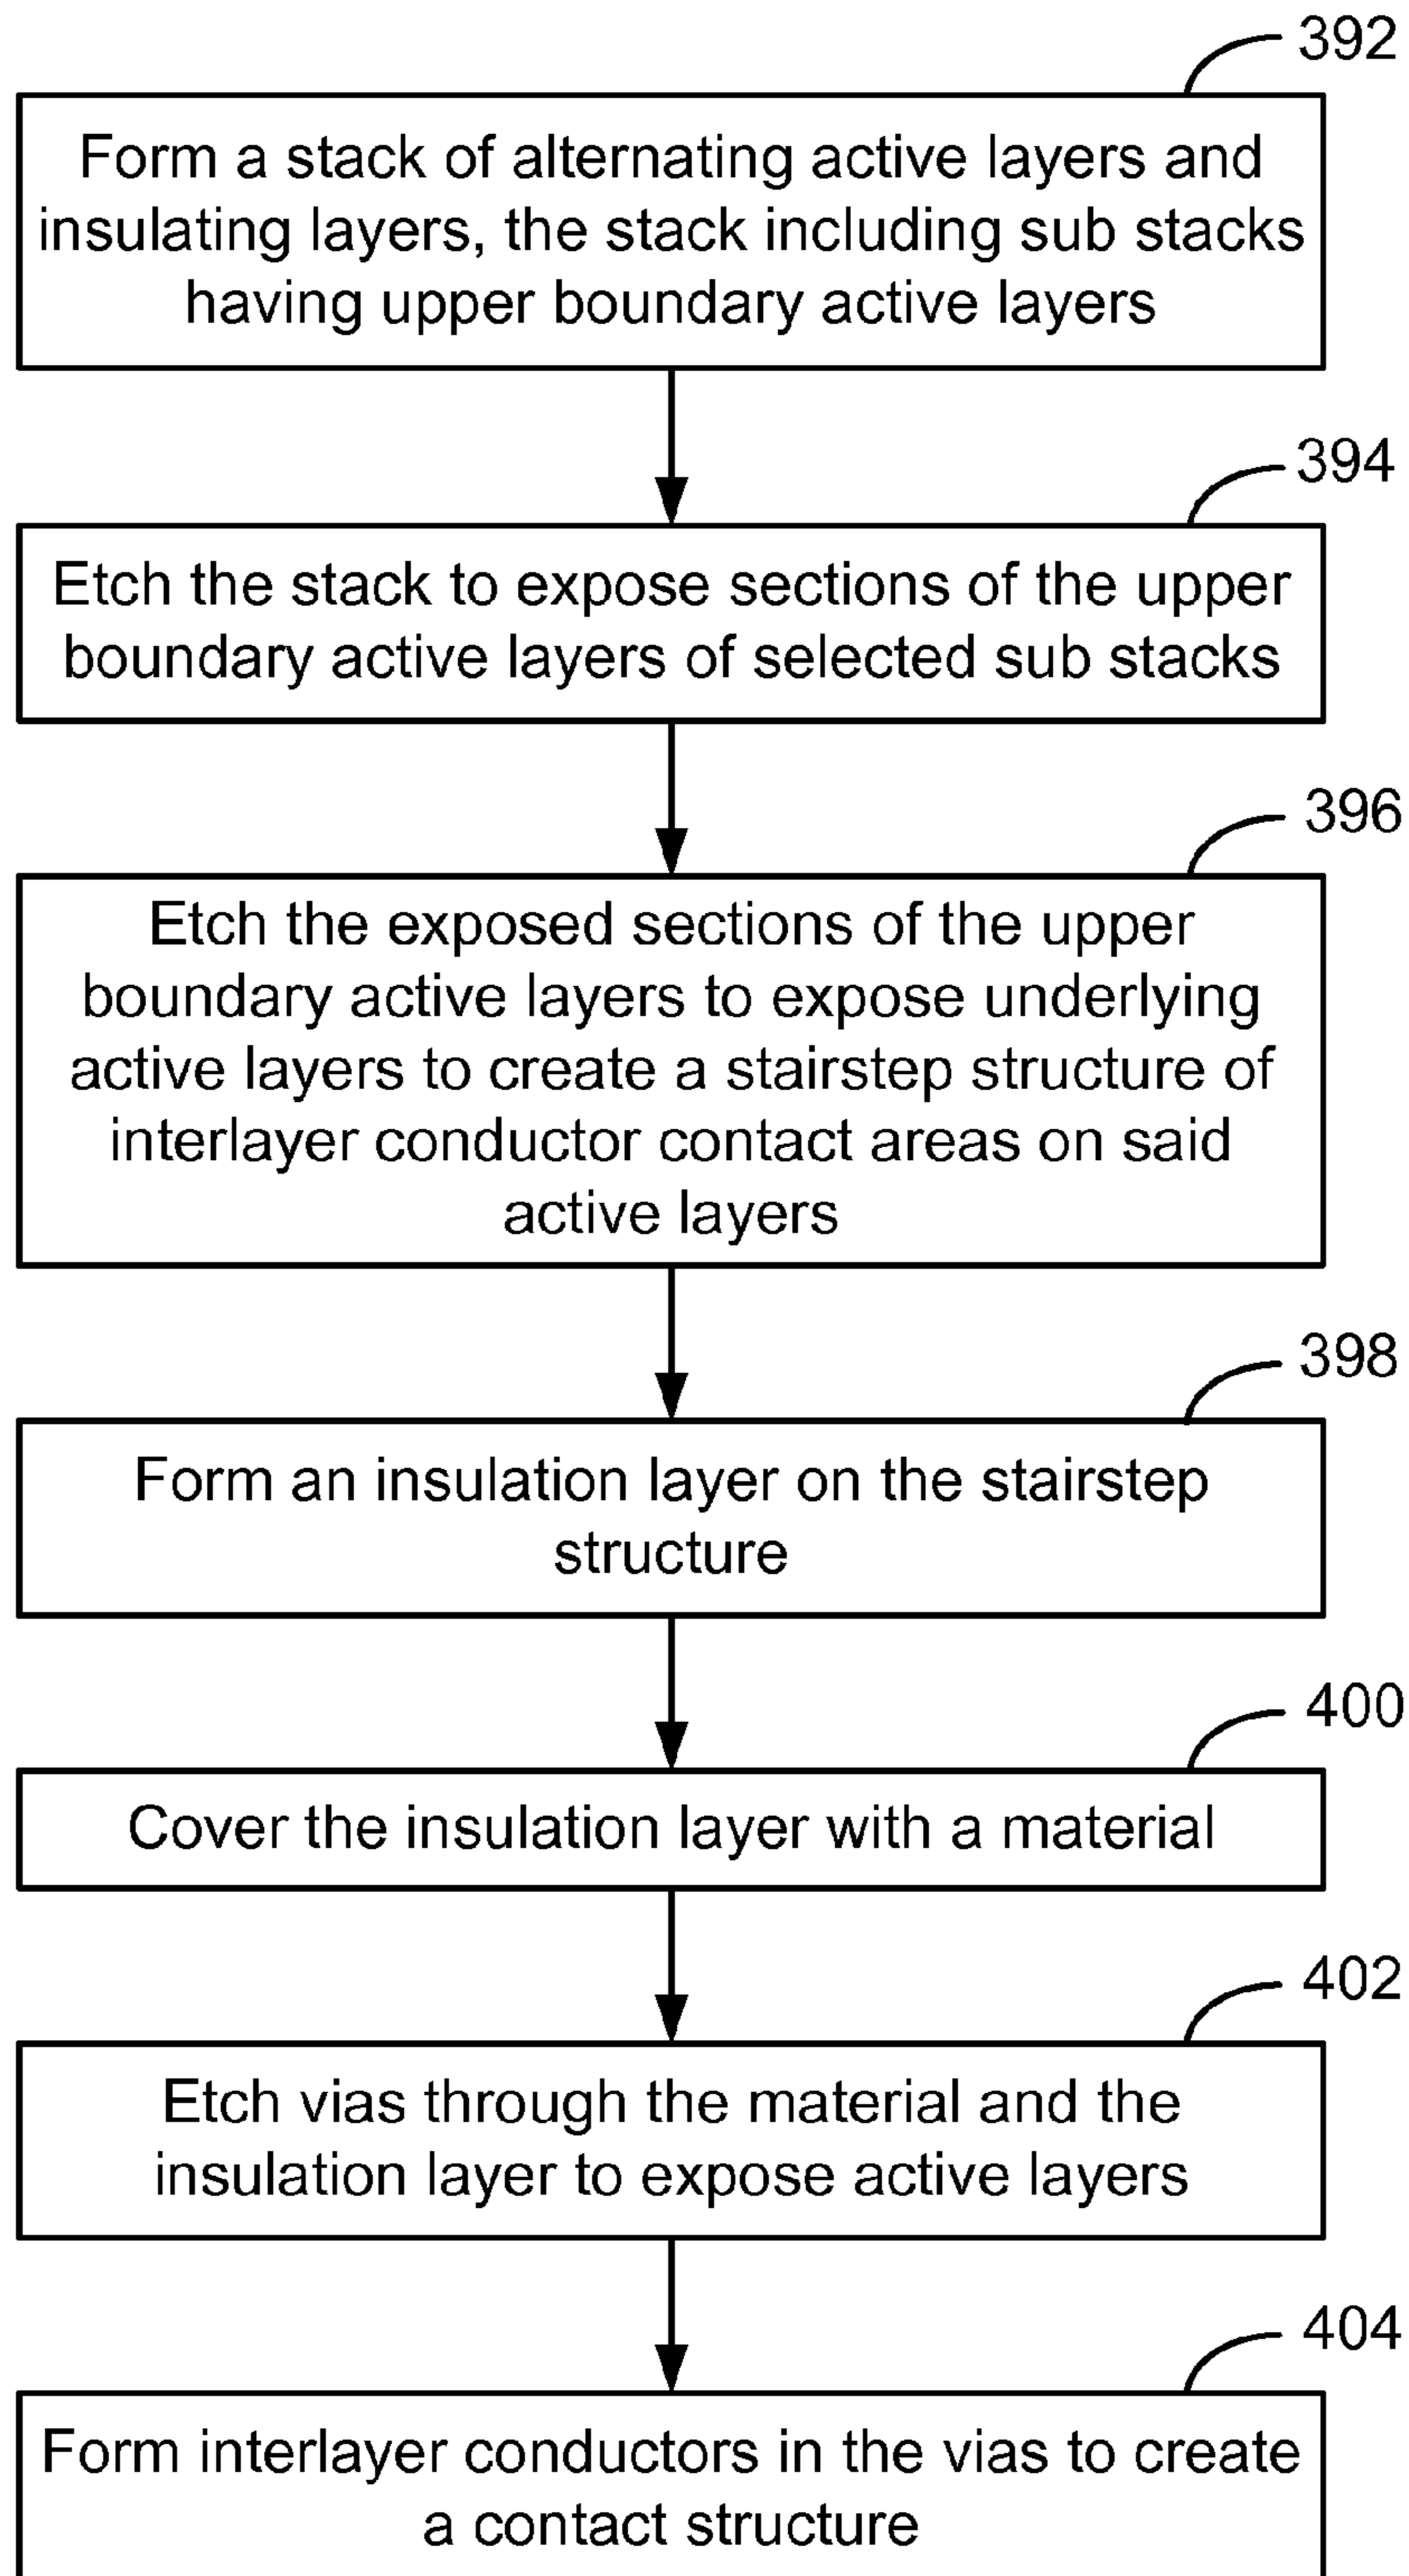 392
Form a stack of alternating active layers and
insulating layers, the stack including sub stacks
having upper boundary active layers
394
Etch the stack to expose sections of the upper
boundary active layers of selected sub stacks
396
Etch the exposed sections of the upper
boundary active layers to expose underlying
active layers to create a stairstep structure of
interlayer conductor contact areas on said
active layers
398
Form an insulation layer on the stairstep
structure
400
Cover the insulation layer with a material
402
Etch vias through the material and the
insulation layer to expose active layers
404
Form interlayer conductors in the vias to create
a contact structure